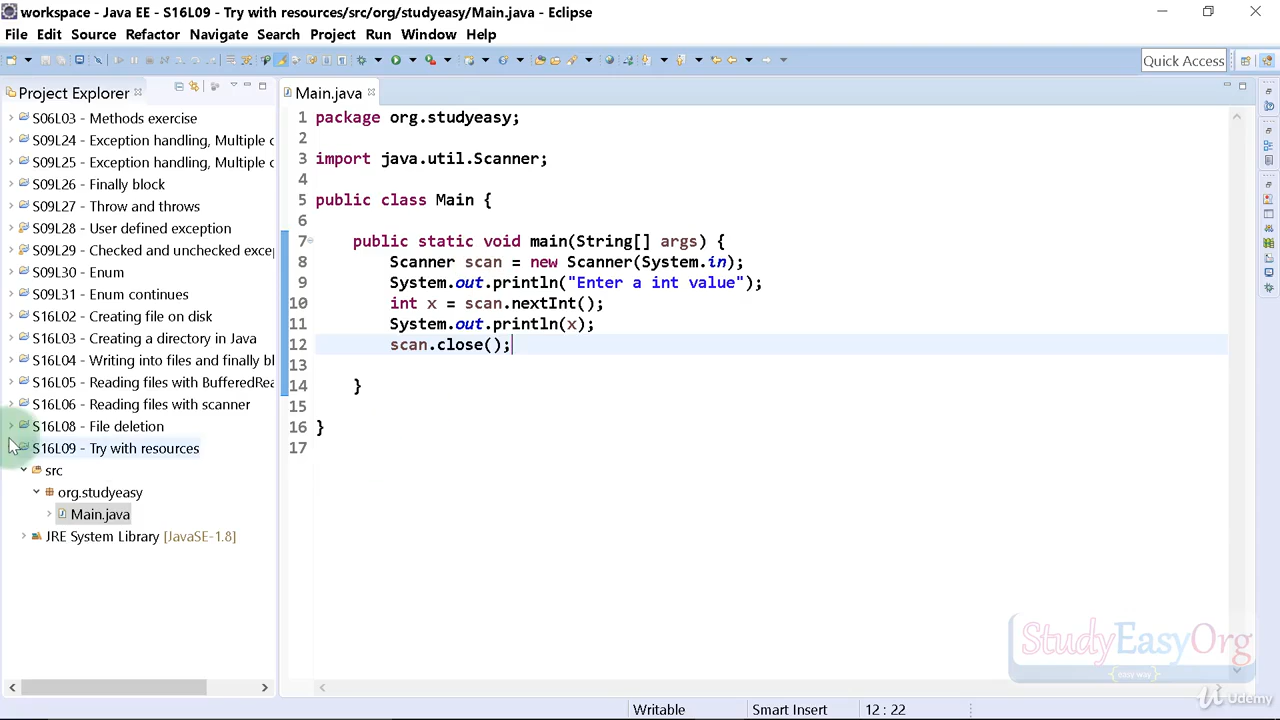 workspace - Java EE - S16L09 - Try with resources/src/org/studyeasy/Main.java - Eclipse
File Edit Source Refactor Navigate Search Project Run Window Help
Quick Access
Project Explorer
S06L03 - Methods exercise
S09L24 - Exception handling, Multiple c
S09L25 - Exception handling, Multiple c
S09L26 - Finally block
S09L27 - Throw and throws
S09L28 - User defined exception
S09L29 - Checked and unchecked exce
S09L30 - Enum
S09L31 - Enum continues
S16L02 - Creating file on disk
S16L03 - Creating a directory in Java
S16L04 - Writing into files and finally bl
S16L05 - Reading files with BufferedRea
S16L06 - Reading files with scanner
S16L08 - File deletion
S16L09 - Try with resources
src
org.studyeasy
Main.java
JRE System Library [JavaSE-1.8]
Main.java
1 package org.studyeasy;
2
3 import java.util.Scanner;
4
5 public class Main {
6
7 public static void main(String[] args) {
8 Scanner scan = new Scanner(System.in);
9 System.out.println("Enter a int value");
10 int x = scan.nextInt();
11 System.out.println(x);
12 scan.close();
13
14 }
15
16 }
17
StudyEasyOrg
easy way
Udemy
Writable Smart Insert 12 : 22